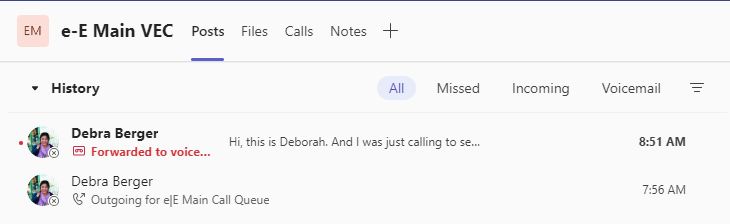 EM e-E Main VEC Posts Files Calls Notes
History All Missed Incoming Voicemail
Debra Berger
Forwarded to voice... Hi, this is Deborah. And I was just calling to se... 8:51 AM
Debra Berger
Outgoing for e|E Main Call Queue 7:56 AM